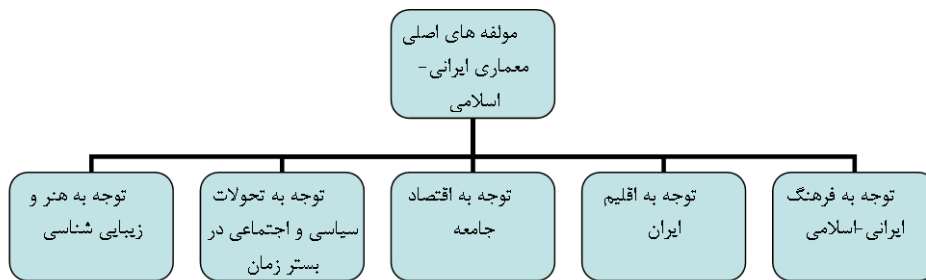 مولفه های اصلی
معماری ایرانی-
اسلامی
توجه به فرهنگ
ایرانی-اسلامی
توجه به اقلیم
ایران
توجه به اقتصاد
جامعه
توجه به تحولات
سیاسی و اجتماعی در
بستر زمان
توجه به هنر و
زیبایی شناسی